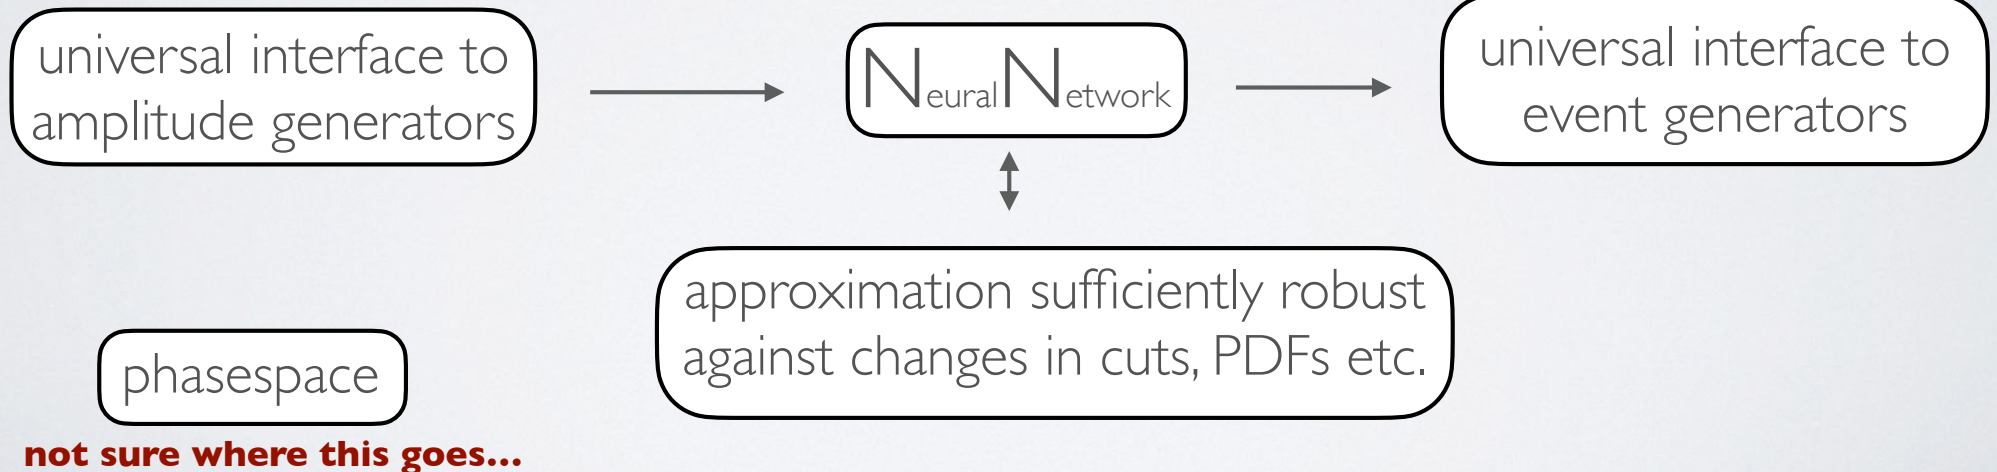 universal interface to
amplitude generators
NeuralNetwork
universal interface to
event generators
approximation sufficiently robust
against changes in cuts, PDFs etc.
phasespace
not sure where this goes...